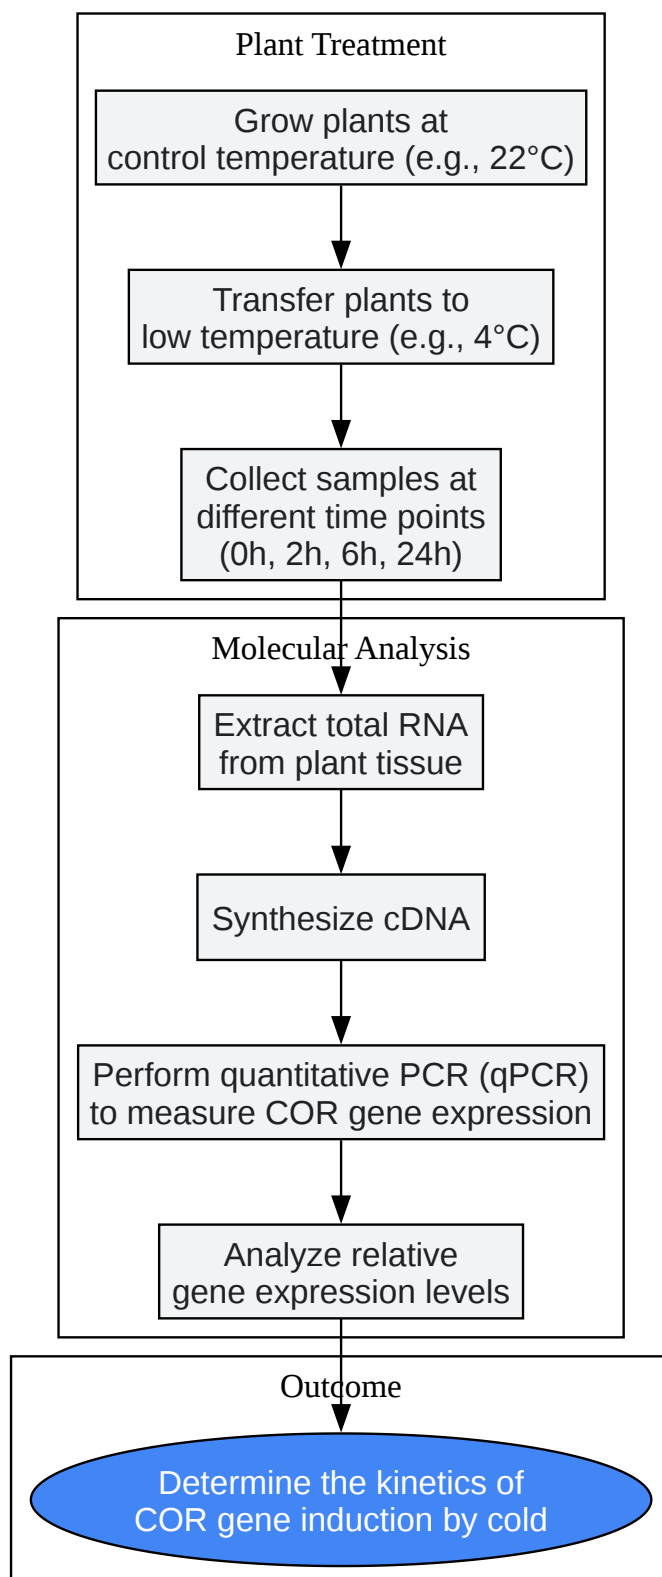 Plant Treatment
Grow plants at
control temperature (e.g., 22°C)
Transfer plants to
low temperature (e.g., 4°C)
Collect samples at
different time points
(0h, 2h, 6h, 24h)
Molecular Analysis
Extract total RNA
from plant tissue
Synthesize cDNA
Perform quantitative PCR (qPCR)
to measure COR gene expression
Analyze relative
gene expression levels
Outcome
Determine the kinetics of
COR gene induction by cold